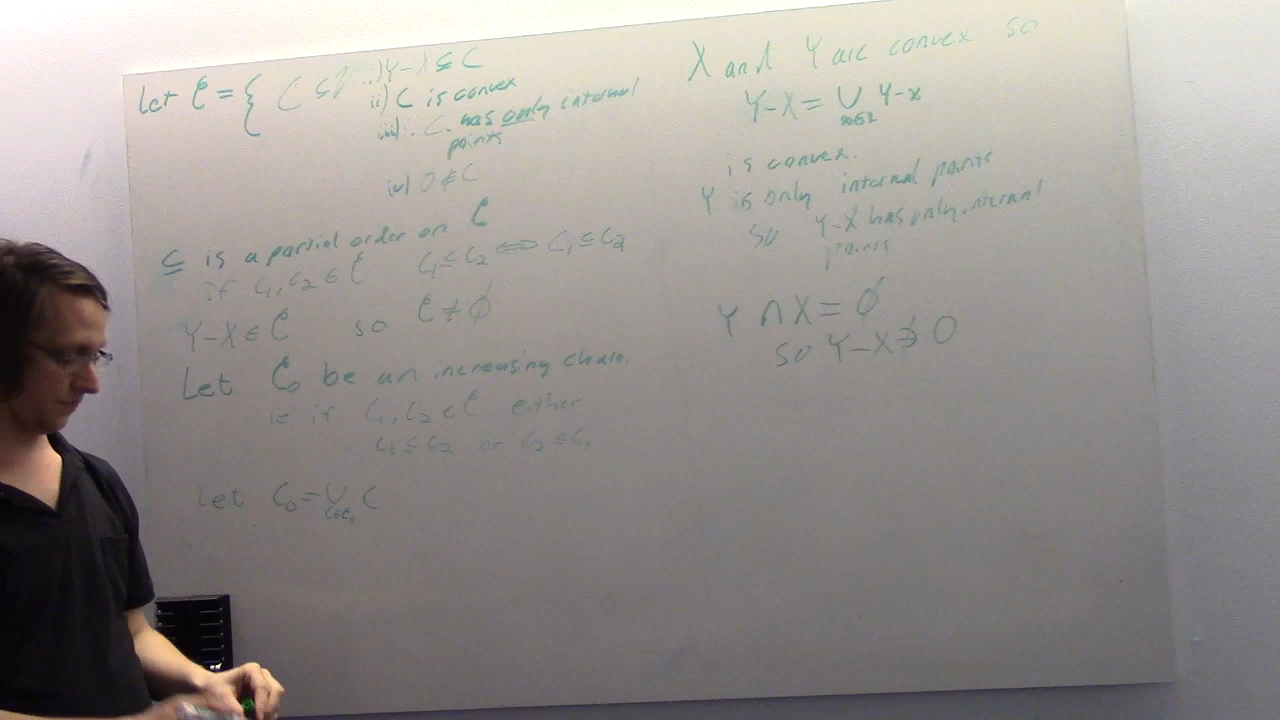 Let C = { C ⊆ V i) Y-X ⊆ C
ii) C is convex
iii) C has only internal
points
iv) 0 ∉ C
⊆ is a partial order on C
if C₁, C₂ ∈ C C₁ ≤ C₂ ⟺ C₁ ⊆ C₂
Y-X ∈ C so C ≠ ∅
Let C₀ be an increasing chain.
ie if C₁, C₂ ∈ C either
C₁ ≤ C₂ or C₂ ≤ C₁
Let C₀ = ∪ C
C∈C₀
X and Y are convex so
Y-X = ∪ Y-x
x∈X
is convex.
Y is only internal points
so Y-X has only internal
points
Y ∩ X = ∅
so Y-X ∌ 0